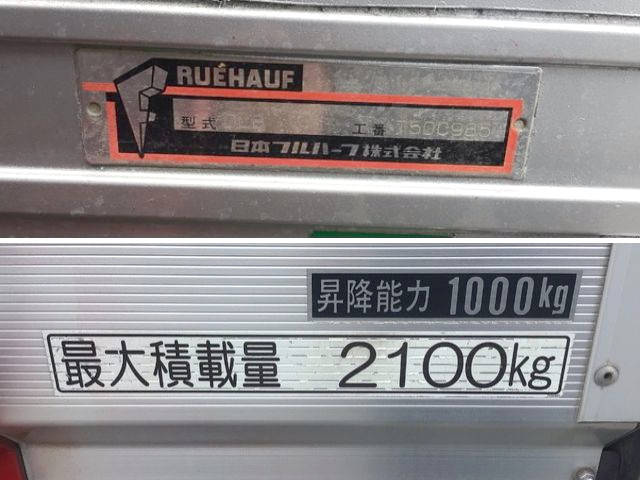 RUEHAUF
型式
工番 T50C985
日本フルハーフ株式会社
昇降能力 1000kg
最大積載量 2100kg